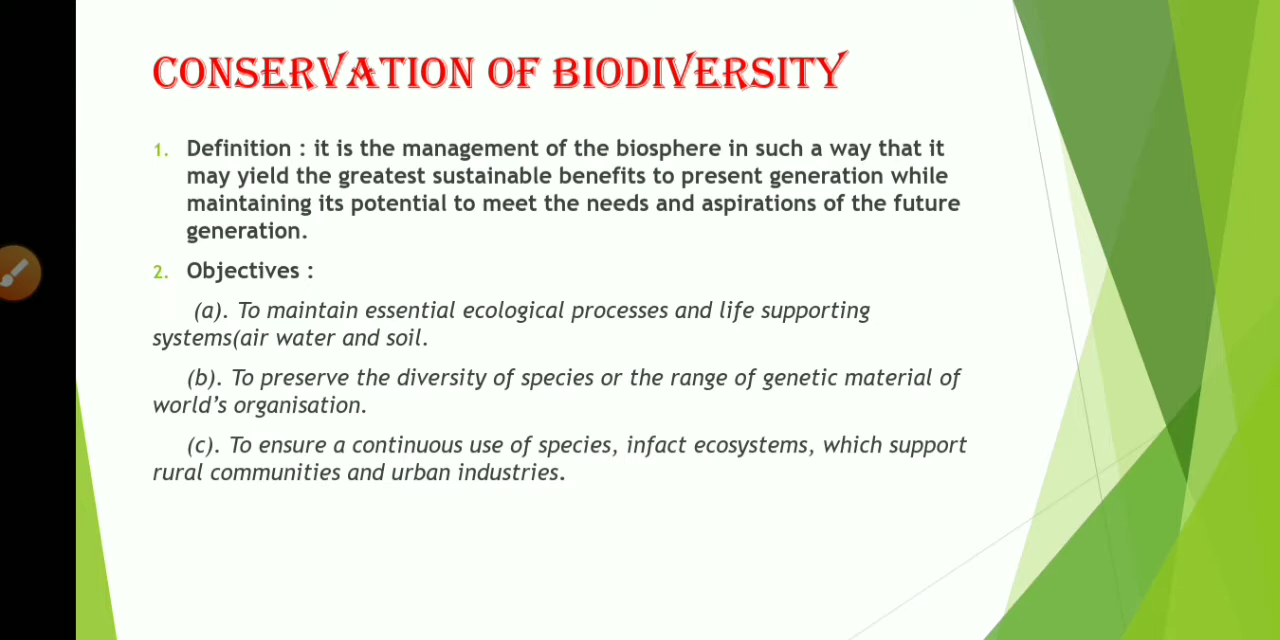 CONSERVATION OF BIODIVERSITY
1. Definition : it is the management of the biosphere in such a way that it
may yield the greatest sustainable benefits to present generation while
maintaining its potential to meet the needs and aspirations of the future
generation.
2. Objectives :
(a). To maintain essential ecological processes and life supporting
systems(air water and soil.
(b). To preserve the diversity of species or the range of genetic material of
world’s organisation.
(c). To ensure a continuous use of species, infact ecosystems, which support
rural communities and urban industries.